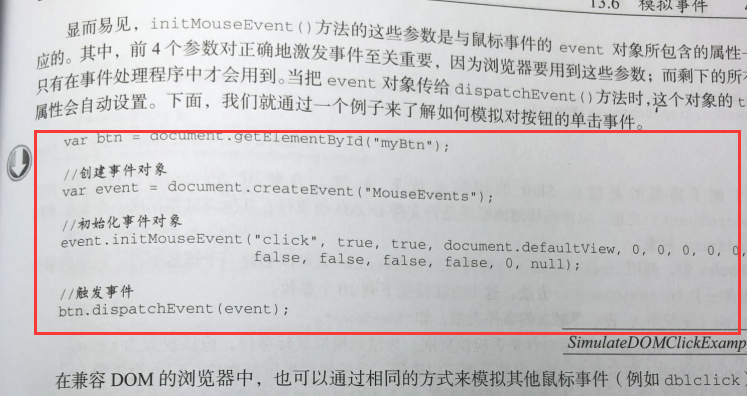 13.6 模拟事件
显而易见，initMouseEvent()方法的这些参数是与鼠标事件的 event 对象所包含的属性一
应的。其中，前 4 个参数对正确地激发事件至关重要，因为浏览器要用到这些参数；而剩下的所
只有在事件处理程序中才会用到。当把 event 对象传给 dispatchEvent()方法时，这个对象的 t
属性会自动设置。下面，我们就通过一个例子来了解如何模拟对按钮的单击事件。
var btn = document.getElementById("myBtn");
//创建事件对象
var event = document.createEvent("MouseEvents");
//初始化事件对象
event.initMouseEvent("click", true, true, document.defaultView, 0, 0, 0, 0, 0,
false, false, false, false, 0, null);
//触发事件
btn.dispatchEvent(event);
SimulateDOMClickExamp
在兼容 DOM 的浏览器中，也可以通过相同的方式来模拟其他鼠标事件（例如 dblclick）